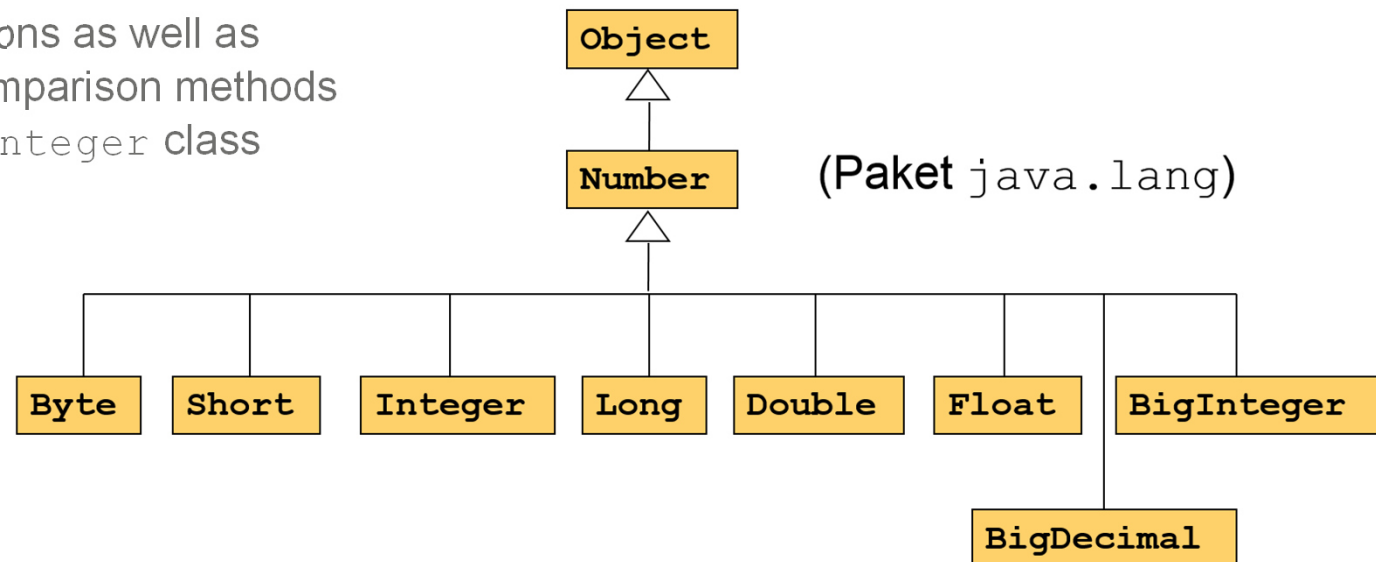 ons as well as
mparison methods
nteger class
Object
Number
(Paket java.lang)
Byte Short Integer Long Double Float BigInteger
BigDecimal